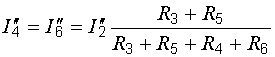 I₄″ = I₆″ = I₂″ (R₃ + R₅) / (R₃ + R₅ + R₄ + R₆)